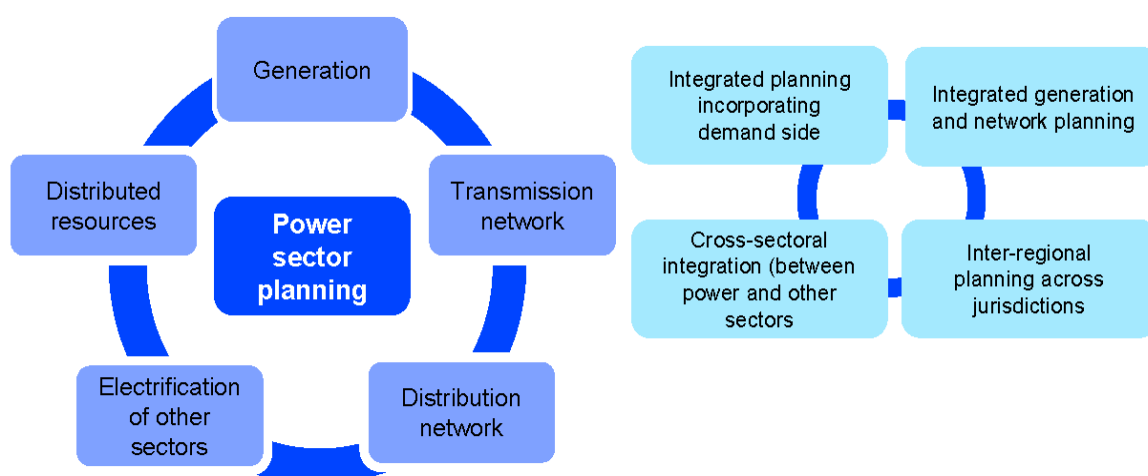 Generation
Distributed
resources
Transmission
network
Power
sector
planning
Electrification
of other
sectors
Distribution
network
Integrated planning
incorporating
demand side
Integrated generation
and network planning
Cross-sectoral
integration (between
power and other
sectors
Inter-regional
planning across
jurisdictions